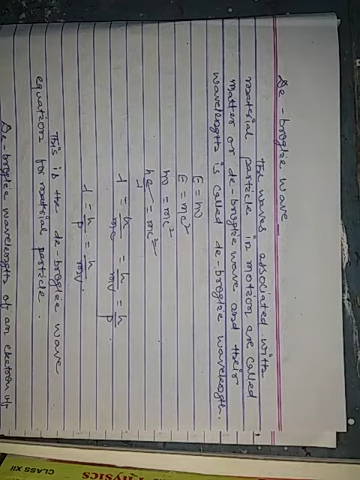 De-broglie wave -
The waves associated with
material particle in motion are called
matter or de-broglie wave and their
wavelength is called de-broglie wavelength.
E = hν
E = mc²
hν = mc²
hc/λ = mc²
λ = h/mc = h/mv = h/p
λ = h/p = h/mv.
This is the de-broglie wave
equation for material particle.
De-broglie wavelength of an electron of
PHYSICS
CLASS XII